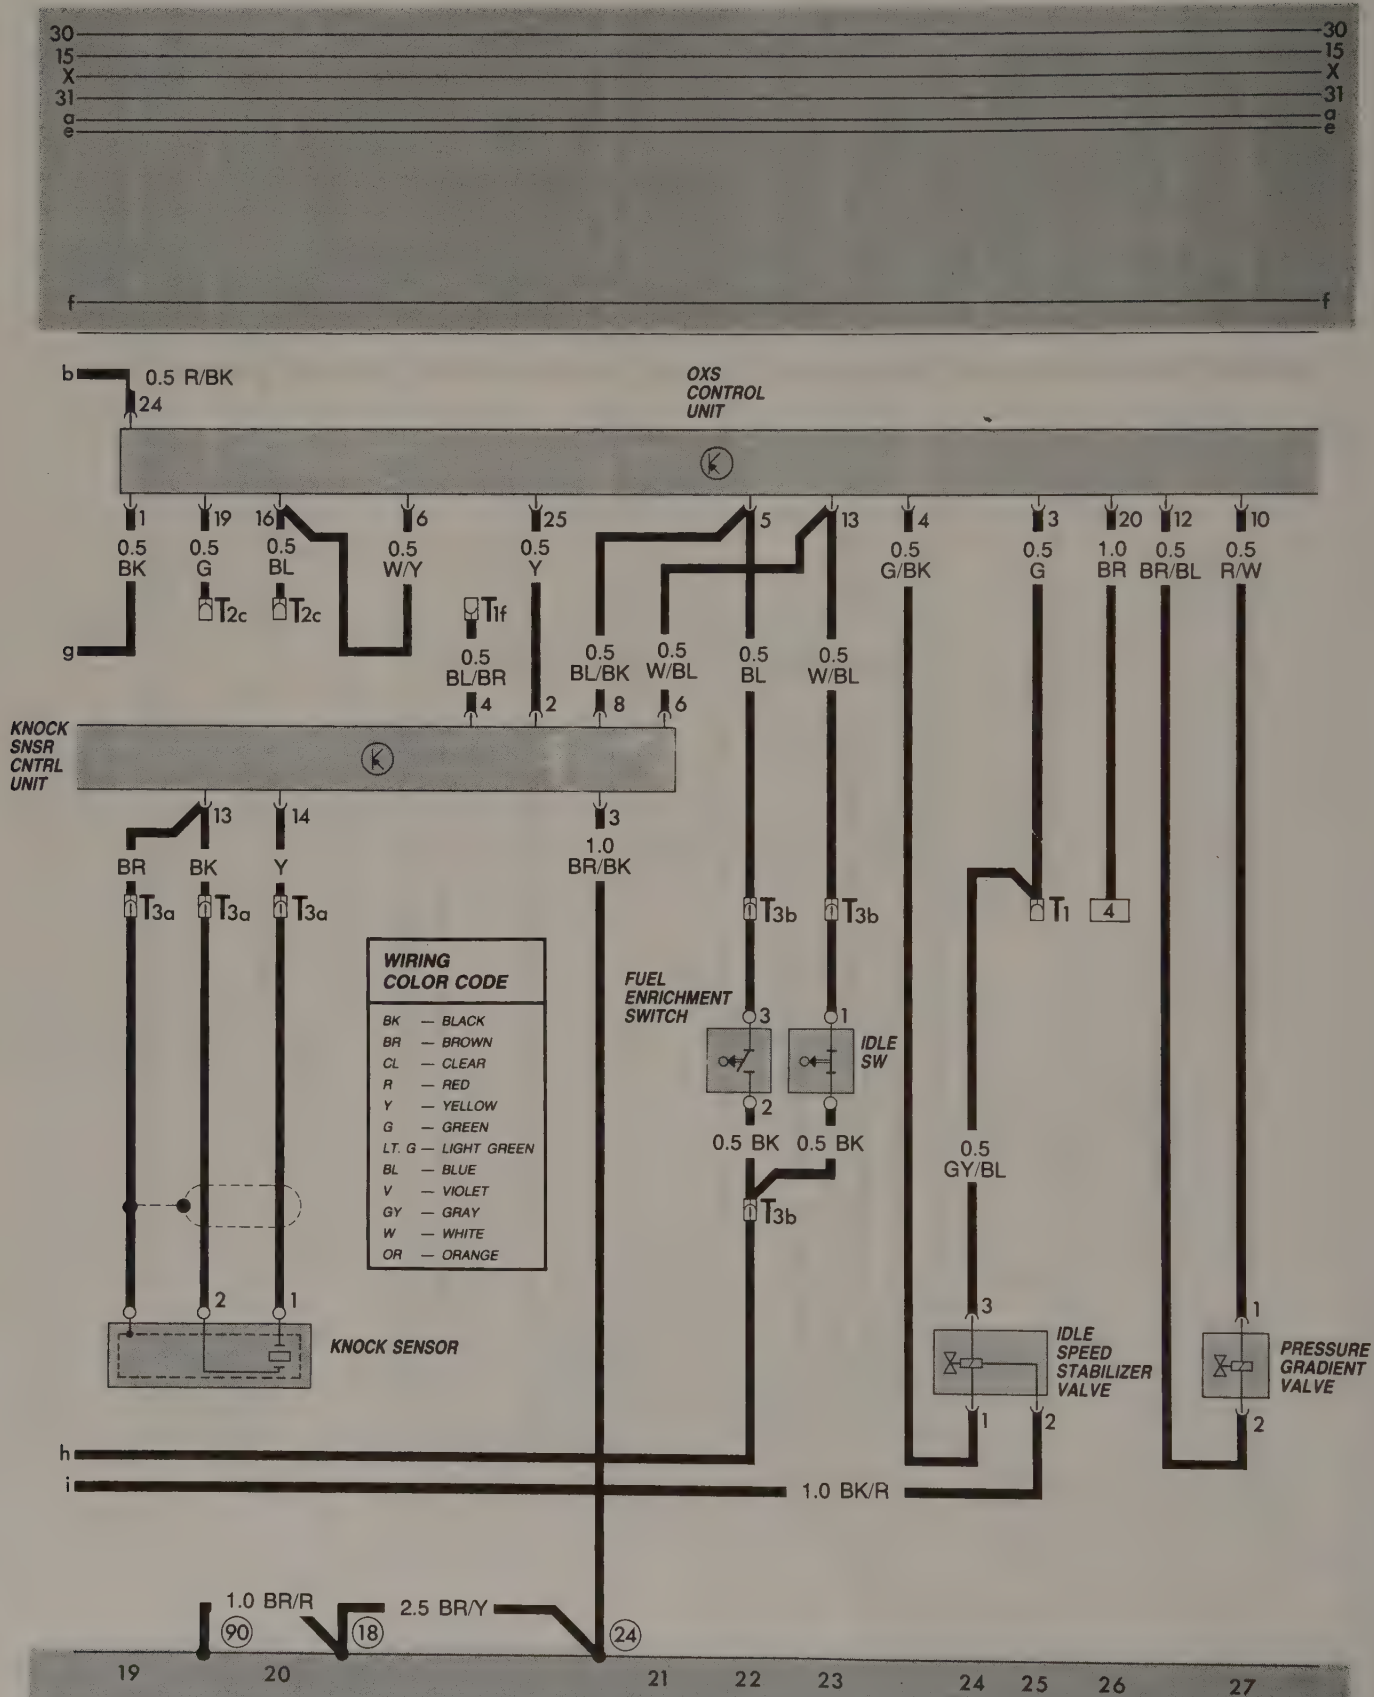 30 30
15 15
X X
31 31
a a
e e
f f
b 0.5 R/BK
24
OXS
CONTROL
UNIT
1 19 16 6 25 5 13 4 3 20 12 10
0.5 0.5 0.5 0.5 0.5 0.5 0.5 1.0 0.5 0.5
BK G BL W/Y Y G/BK G BR BR/BL R/W
T2c T2c T1f
g
0.5 0.5 0.5 0.5 0.5
BL/BR BL/BK W/BL BL W/BL
4 2 8 6
KNOCK
SNSR
CNTRL
UNIT
13 14 3
1.0
BR/BK
BR BK Y
T3a T3a T3a T3b T3b T1 4
WIRING
COLOR CODE
BK — BLACK
BR — BROWN
CL — CLEAR
R — RED
Y — YELLOW
G — GREEN
LT. G — LIGHT GREEN
BL — BLUE
V — VIOLET
GY — GRAY
W — WHITE
OR — ORANGE
FUEL
ENRICHMENT
SWITCH
3 1
IDLE
SW
2
0.5 BK 0.5 BK
0.5
GY/BL
T3b
2 1
KNOCK SENSOR
3 1
IDLE
SPEED
STABILIZER
VALVE
PRESSURE
GRADIENT
VALVE
1 2 2
h
i 1.0 BK/R
1.0 BR/R 2.5 BR/Y
90 18 24
19 20 21 22 23 24 25 26 27